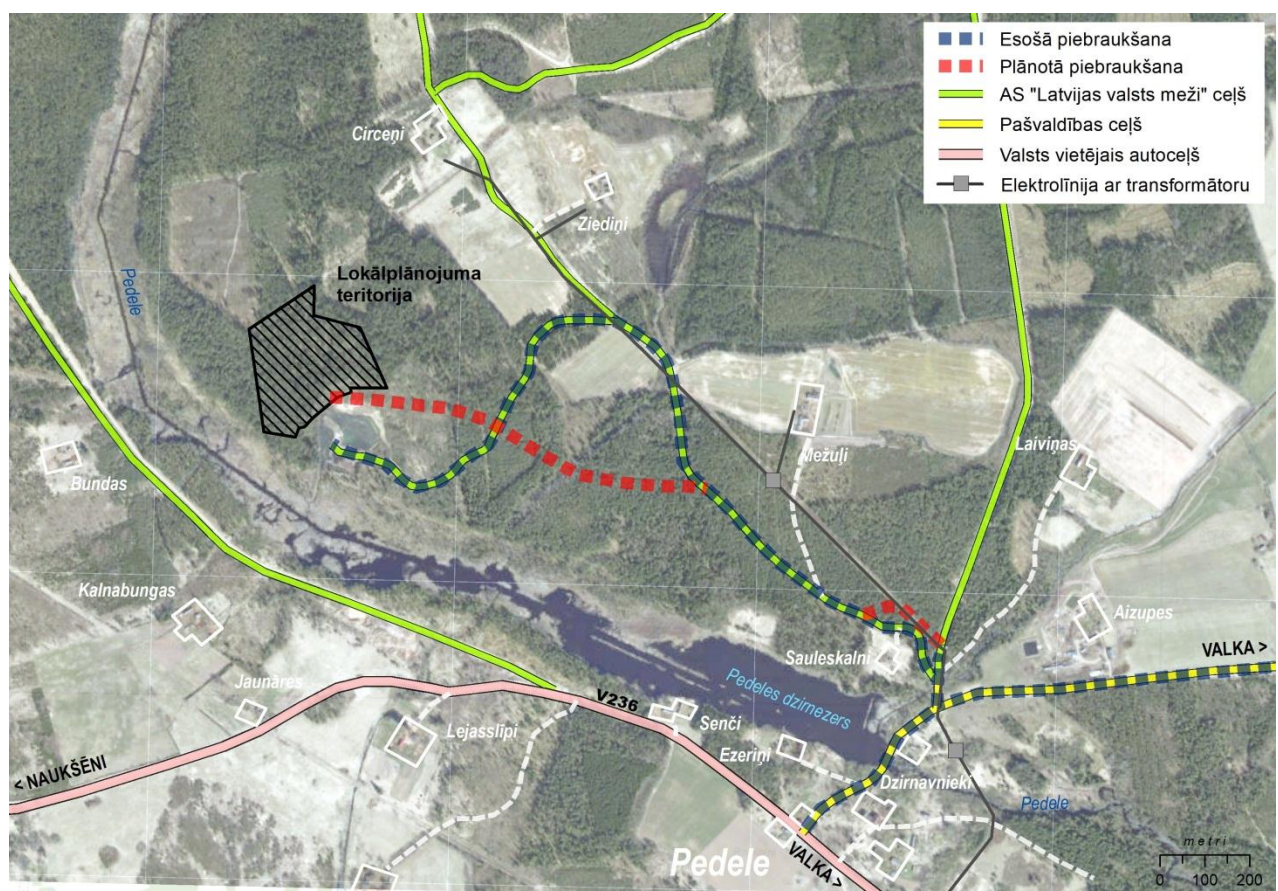 Esošā piebraukšana
Plānotā piebraukšana
AS "Latvijas valsts meži" ceļš
Pašvaldības ceļš
Valsts vietējais autoceļš
Elektrolīnija ar transformātoru
Circeņi
Ziediņi
Lokālplānojuma
teritorija
Pedele
Mežuļi
Laiviņas
Bundas
Kalnabungas
Aizupes
Sauleskalni
VALKA >
Jaunāres
Pedeles dzirnezers
V236
Senči
Lejasslīpi
Ezeriņi
Dzirnavnieki
< NAUKŠĒNI
Pedele
Pedele
VALKA >
metri
0 100 200